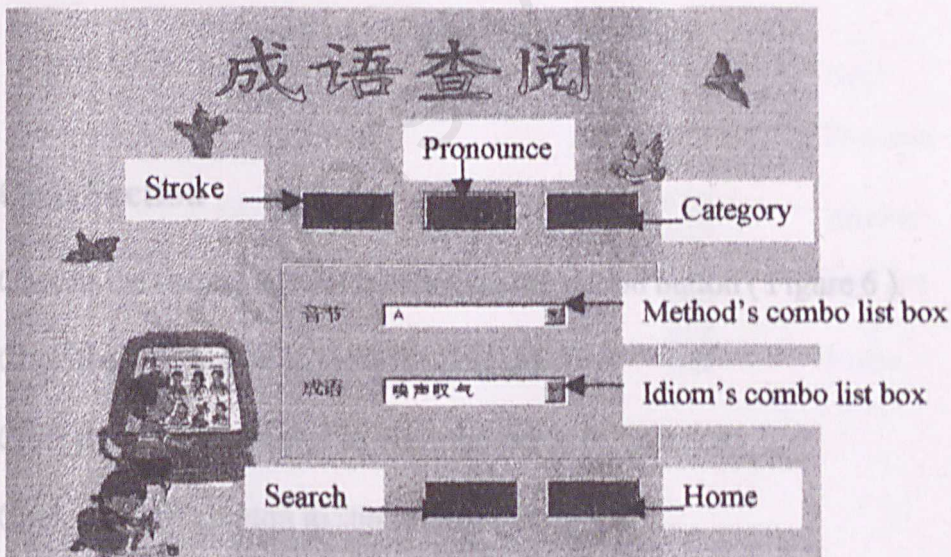 成语查阅
Pronounce
Stroke
Category
音节 A
Method's combo list box
成语 唉声叹气
Idiom's combo list box
Search
Home